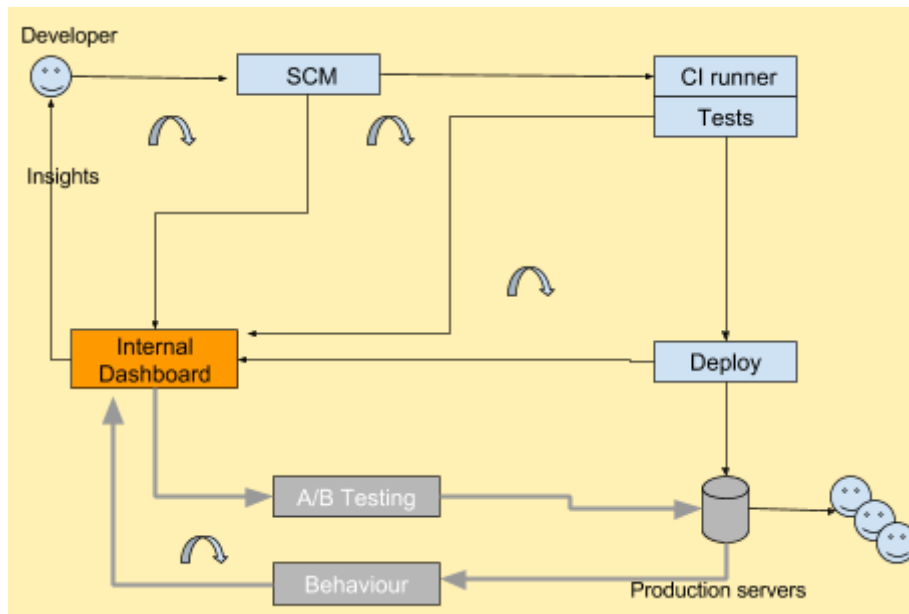 Developer
SCM
CI runner
Tests
Insights
Internal
Dashboard
Deploy
A/B Testing
Behaviour
Production servers